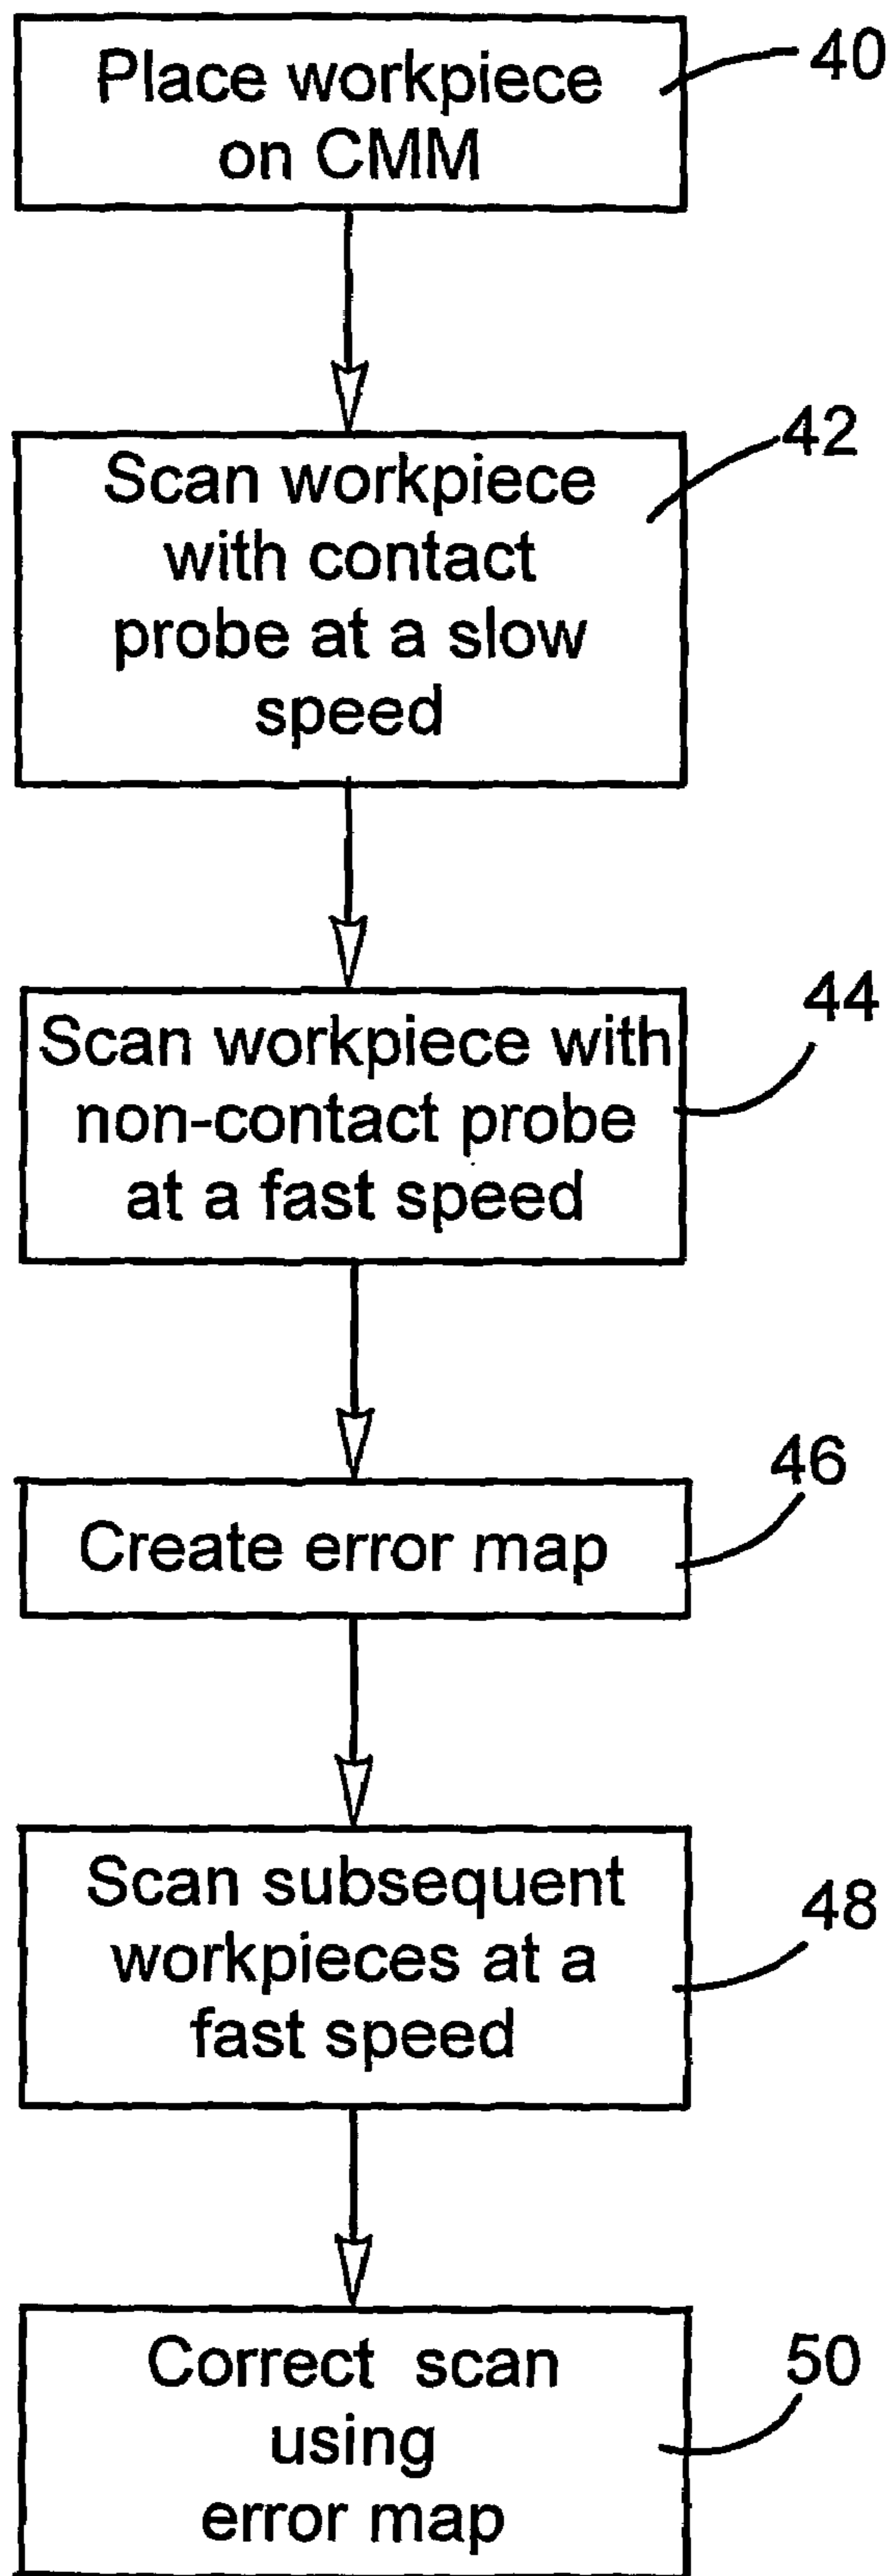 Place workpiece
on CMM
40
Scan workpiece
with contact
probe at a slow
speed
42
Scan workpiece with
non-contact probe
at a fast speed
44
Create error map
46
Scan subsequent
workpieces at a
fast speed
48
Correct scan
using
error map
50